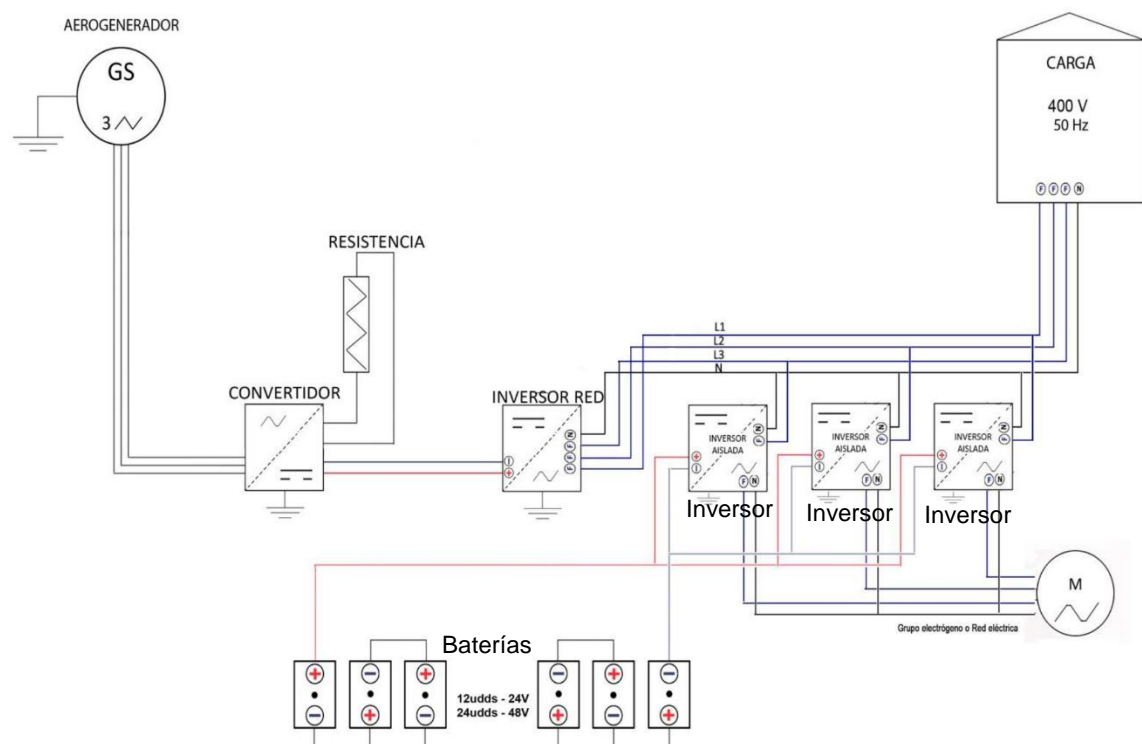 AEROGENERADOR
GS
3
CARGA
400 V
50 Hz
F F F N
RESISTENCIA
L1
L2
L3
N
CONVERTIDOR
INVERSOR RED
N
F
F
F
INVERSOR
AISLADA
N
F
F N
INVERSOR
AISLADA
N
F
F N
INVERSOR
AISLADA
N
F
F N
Inversor
Inversor
Inversor
M
Grupo electrógeno o Red eléctrica
Baterías
12udds - 24V
24udds - 48V